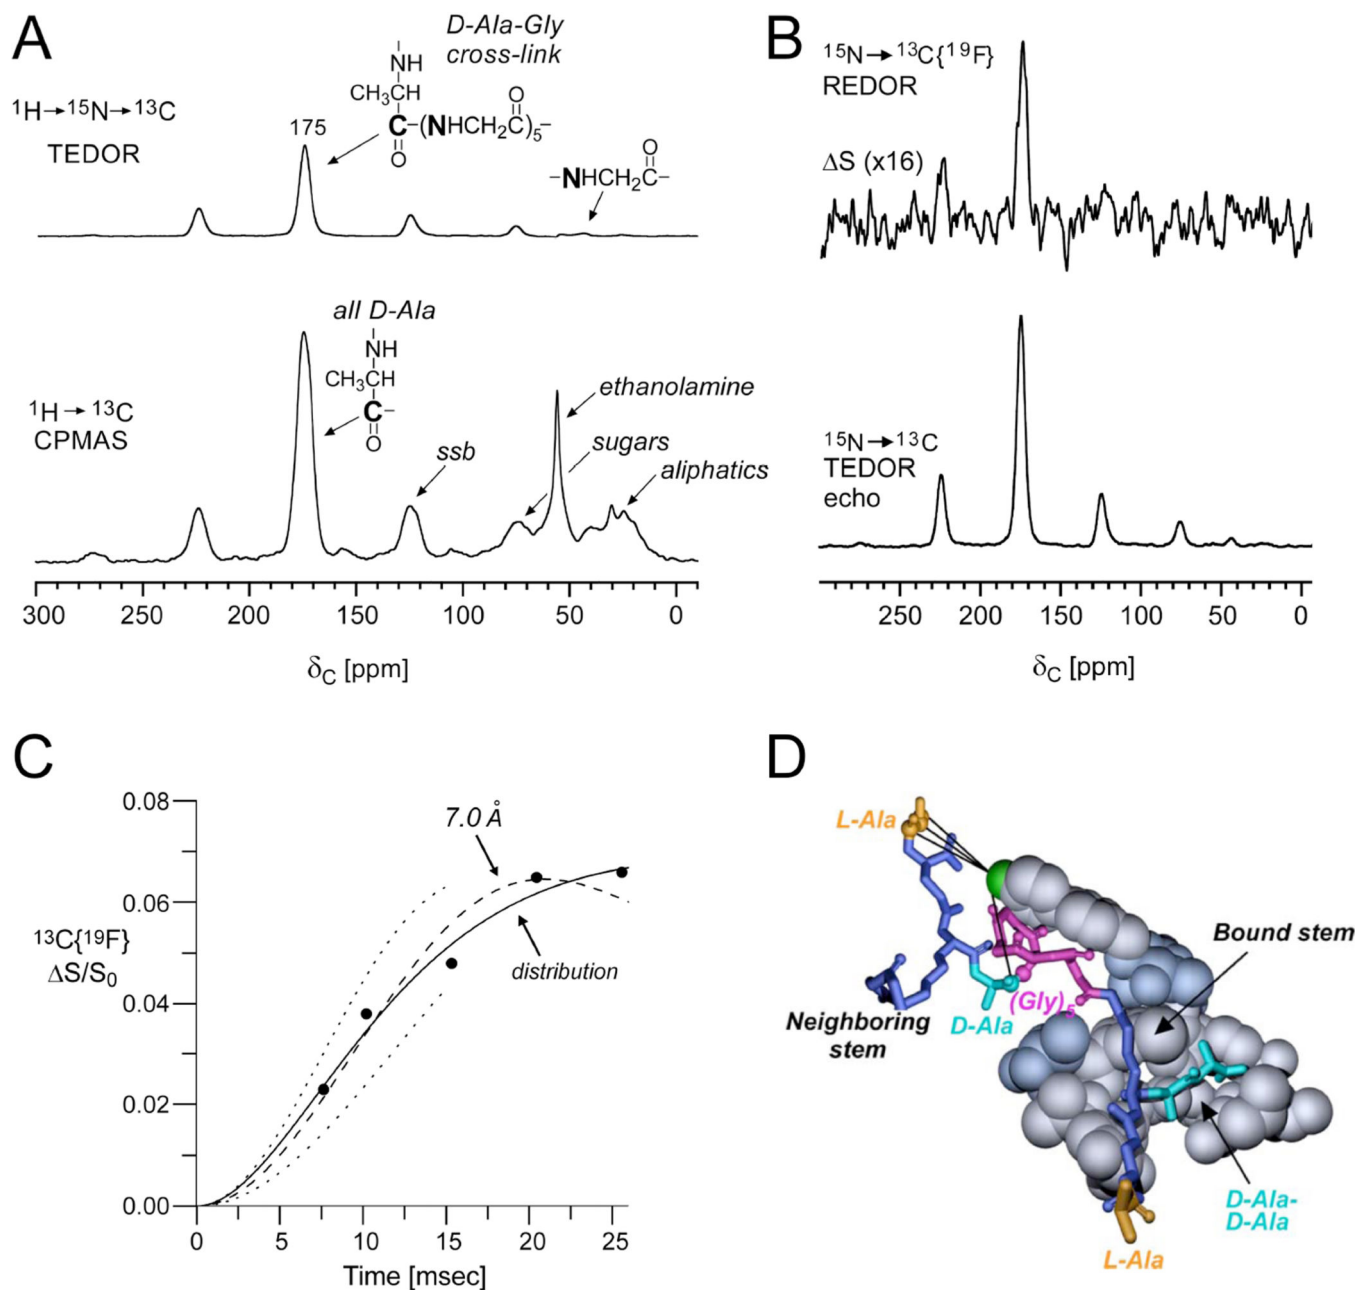 A
D-Ala-Gly
cross-link
¹H→¹⁵N→¹³C
TEDOR
175
NH
CH₃CH
C–(NHCH₂C)₅–
O
O
–NHCH₂C–
O
all D-Ala
NH
CH₃CH
C–
O
¹H → ¹³C
CPMAS
ssb
ethanolamine
sugars
aliphatics
300 250 200 150 100 50 0
δC [ppm]
B
¹⁵N→¹³C{¹⁹F}
REDOR
ΔS (x16)
¹⁵N→¹³C
TEDOR
echo
250 200 150 100 50 0
δC [ppm]
C
0.08
0.06
0.04
0.02
0.00
¹³C{¹⁹F}
ΔS/S₀
7.0 Å
distribution
0 5 10 15 20 25
Time [msec]
D
L-Ala
Bound stem
Neighboring
stem
D-Ala
(Gly)₅
D-Ala-
D-Ala
L-Ala